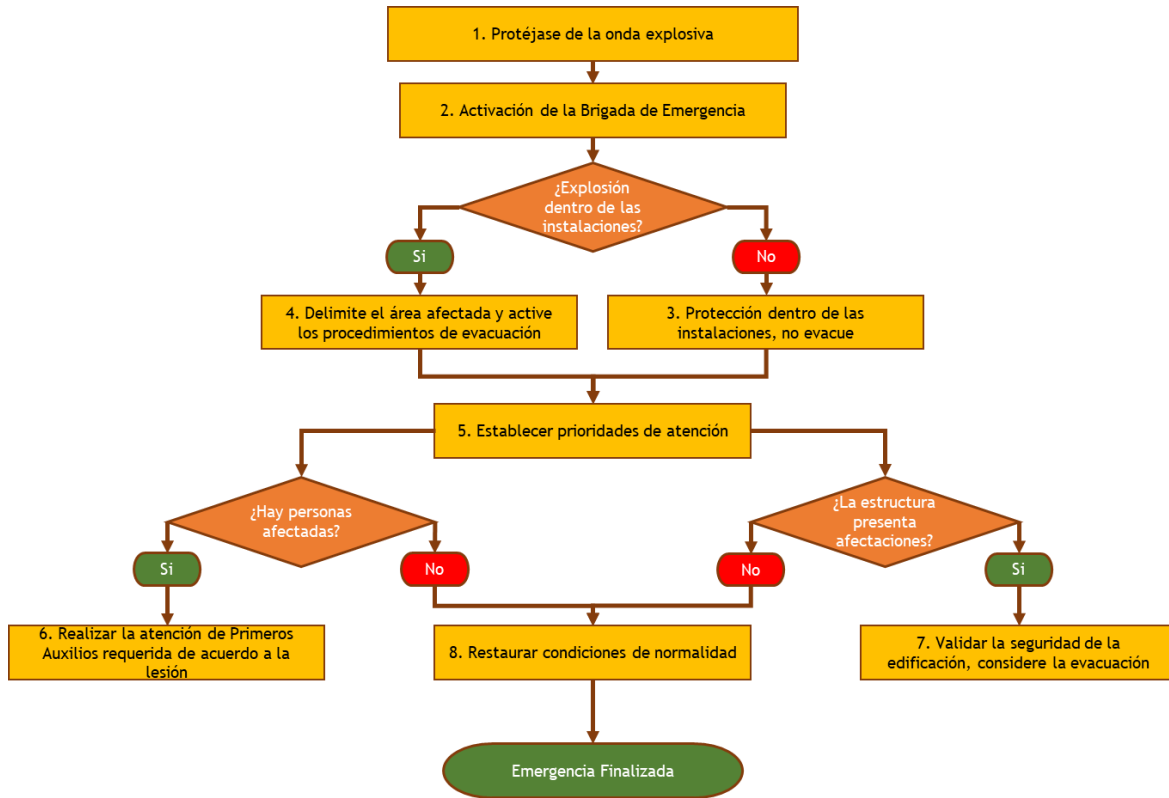 1. Protéjase de la onda explosiva
2. Activación de la Brigada de Emergencia
¿Explosión
dentro de las
instalaciones?
Si
No
4. Delimite el área afectada y active
los procedimientos de evacuación
3. Protección dentro de las
instalaciones, no evacue
5. Establecer prioridades de atención
¿Hay personas
afectadas?
¿La estructura
presenta
afectaciones?
Si
No
No
Si
6. Realizar la atención de Primeros
Auxilios requerida de acuerdo a la
lesión
8. Restaurar condiciones de normalidad
7. Validar la seguridad de la
edificación, considere la evacuación
Emergencia Finalizada